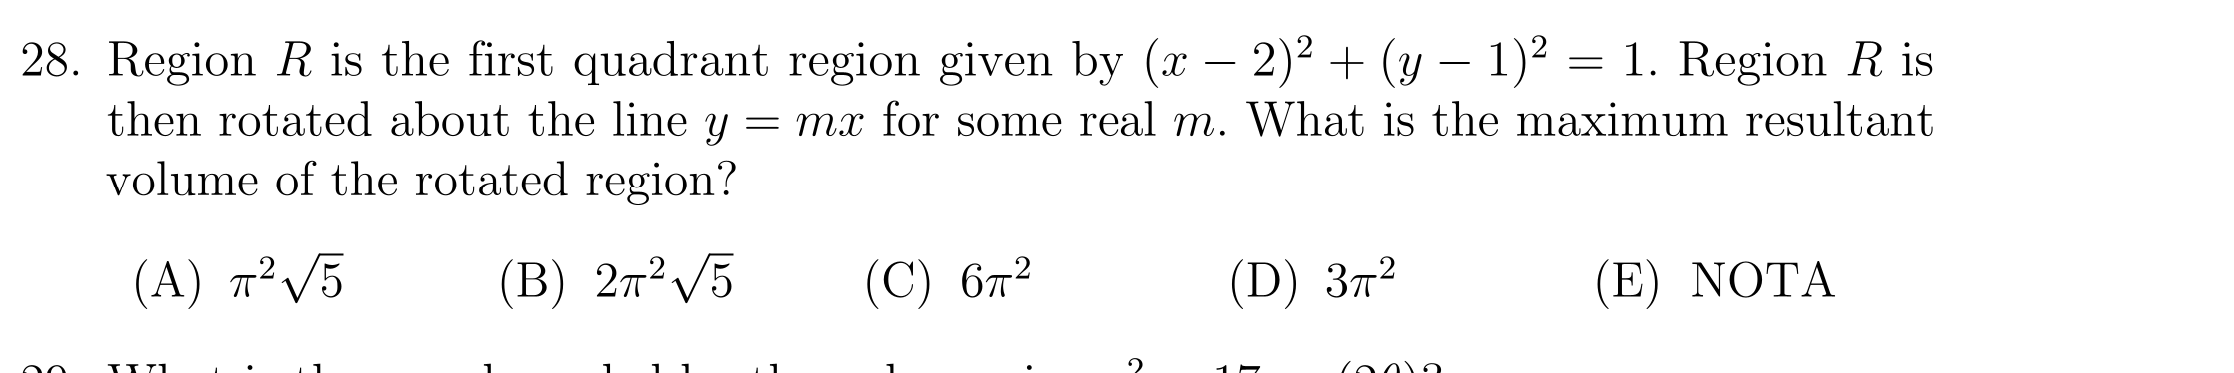 28. Region R is the first quadrant region given by (x − 2)² + (y − 1)² = 1. Region R is
then rotated about the line y = mx for some real m. What is the maximum resultant
volume of the rotated region?
(A) π²√5 (B) 2π²√5 (C) 6π² (D) 3π² (E) NOTA